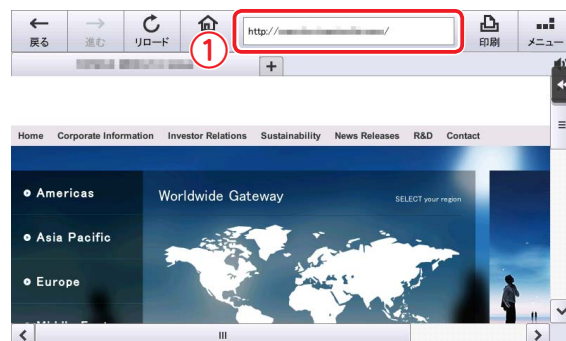 戻る 進む リロード http:// / 印刷 メニュー
1
+
Home Corporate Information Investor Relations Sustainability News Releases R&D Contact
Americas Worldwide Gateway SELECT your region
Asia Pacific
Europe